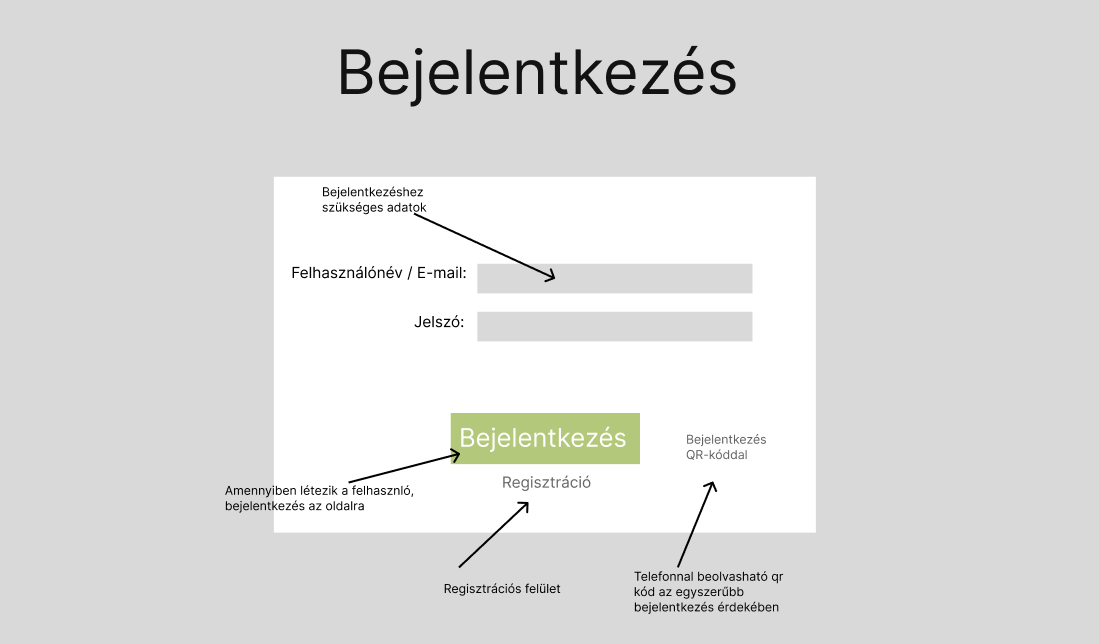 Bejelentkezés
Bejelentkezéshez
szükséges adatok
Felhasználónév / E-mail:
Jelszó:
Bejelentkezés
Bejelentkezés
QR-kóddal
Regisztráció
Amennyiben létezik a felhasznló,
bejelentkezés az oldalra
Regisztrációs felület
Telefonnal beolvasható qr
kód az egyszerűbb
bejelentkezés érdekében